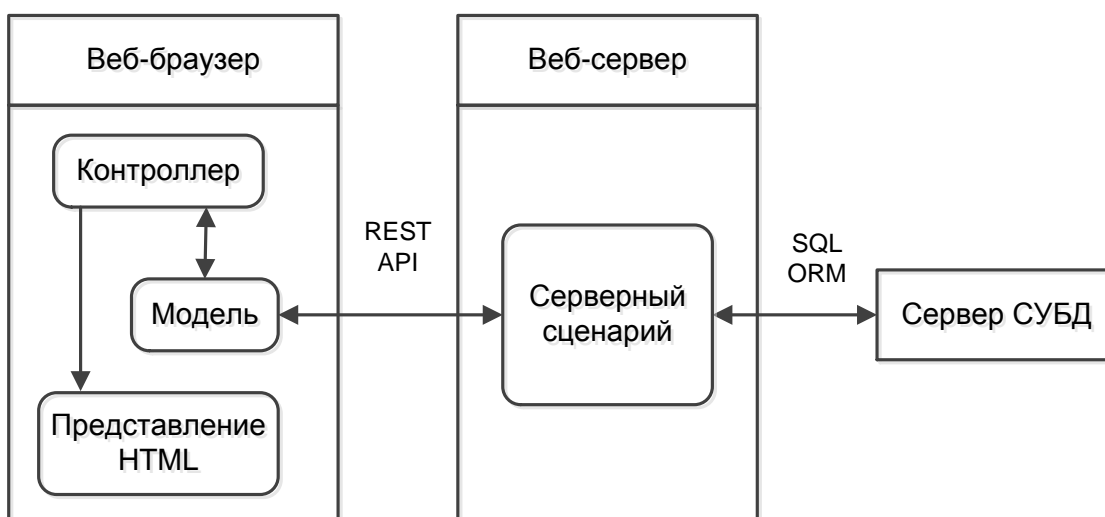 Веб-браузер
Контроллер
Модель
Представление
HTML
REST
API
Веб-сервер
Серверный
сценарий
SQL
ORM
Сервер СУБД